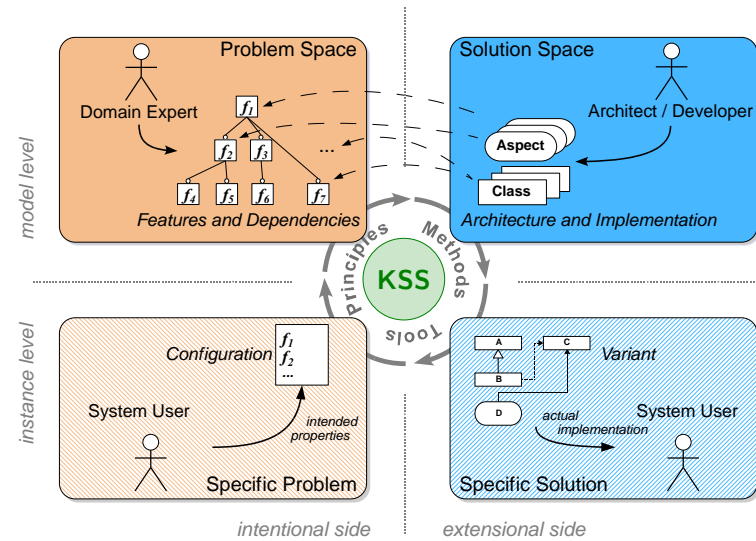 Problem Space
Domain Expert
f1
f2
f3
...
f4
f5
f6
f7
Features and Dependencies
Solution Space
Architect / Developer
Aspect
Class
Architecture and Implementation
model level
Principles
Methods
Tools
KSS
instance level
Configuration
f1
f2
...
System User
intended
properties
Specific Problem
A
C
Variant
B
D
actual
implementation
System User
Specific Solution
intentional side
extensional side